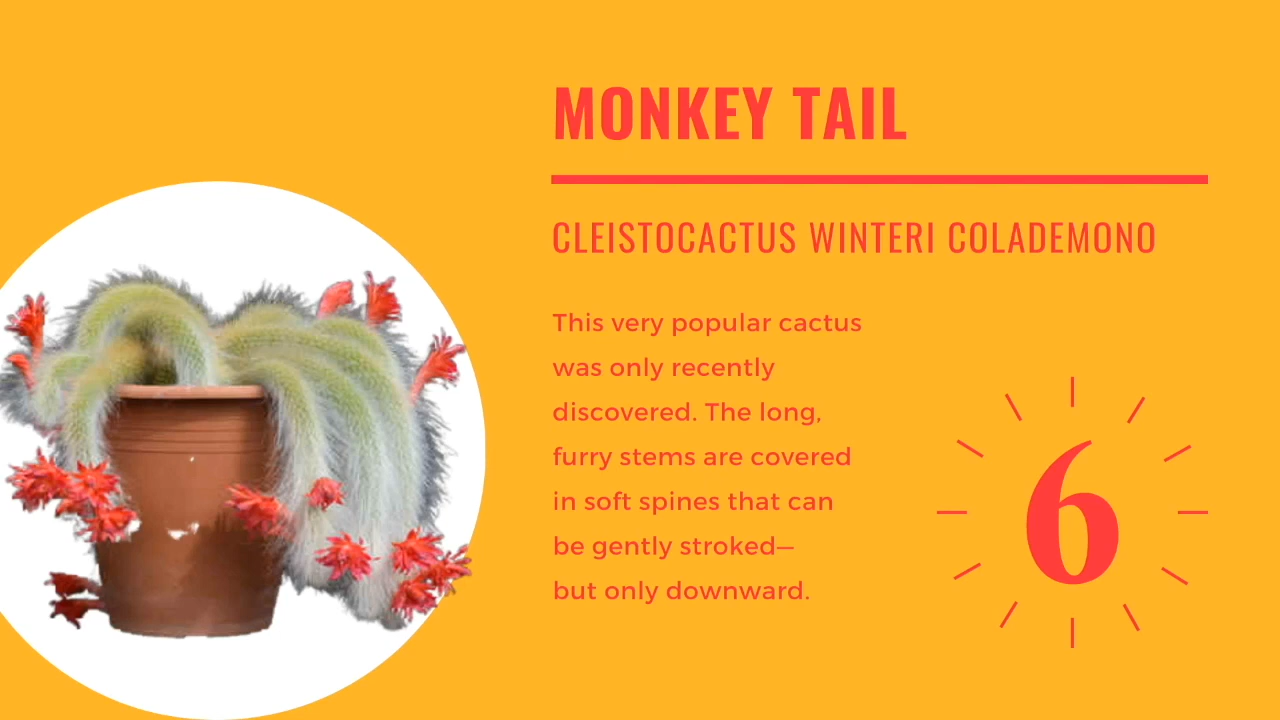 MONKEY TAIL
CLEISTOCACTUS WINTERI COLADEMONO
This very popular cactus
was only recently
discovered. The long,
furry stems are covered
in soft spines that can
be gently stroked—
but only downward.
6